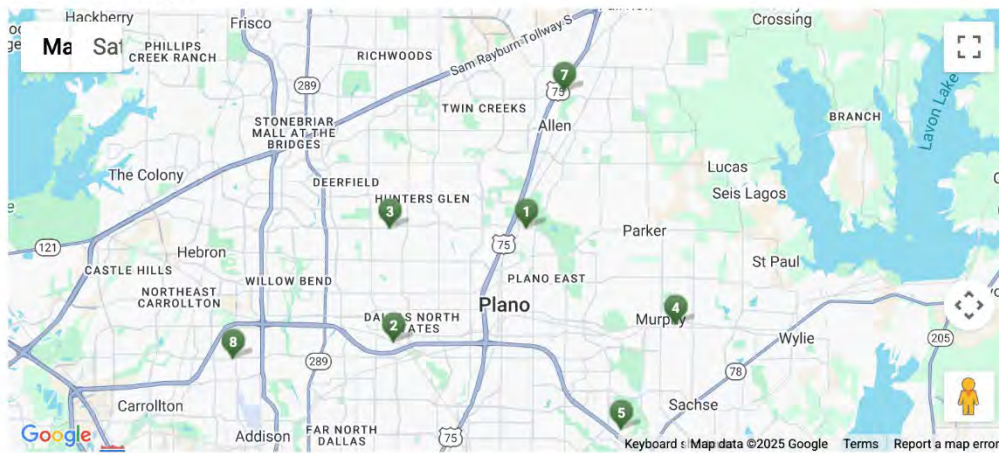 Hackberry
Frisco
Crossing
Ma
Sat
PHILLIPS
CREEK RANCH
RICHWOODS
Sam Rayburn Tollway S
289
7
75
TWIN CREEKS
Allen
BRANCH
Lavon Lake
STONEBRIAR
MALL AT THE
BRIDGES
Lucas
Seis Lagos
The Colony
DEERFIELD
HUNTERS GLEN
3
1
Parker
121
Hebron
75
St Paul
CASTLE HILLS
WILLOW BEND
PLANO EAST
NORTHEAST
CARROLLTON
Plano
4
Murphy
2
DALLAS NORTH
ESTATES
8
Wylie
205
289
78
Carrollton
5
Sachse
Addison
FAR NORTH
DALLAS
75
Google
Keyboard s
Map data ©2025 Google
Terms
Report a map error